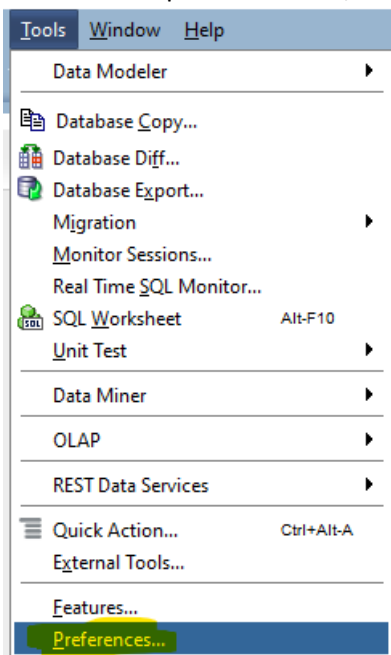 Tools Window Help
Data Modeler
Database Copy...
Database Diff...
Database Export...
Migration
Monitor Sessions...
Real Time SQL Monitor...
SQL SQL Worksheet Alt-F10
Unit Test
Data Miner
OLAP
REST Data Services
Quick Action... Ctrl+Alt-A
External Tools...
Features...
Preferences...